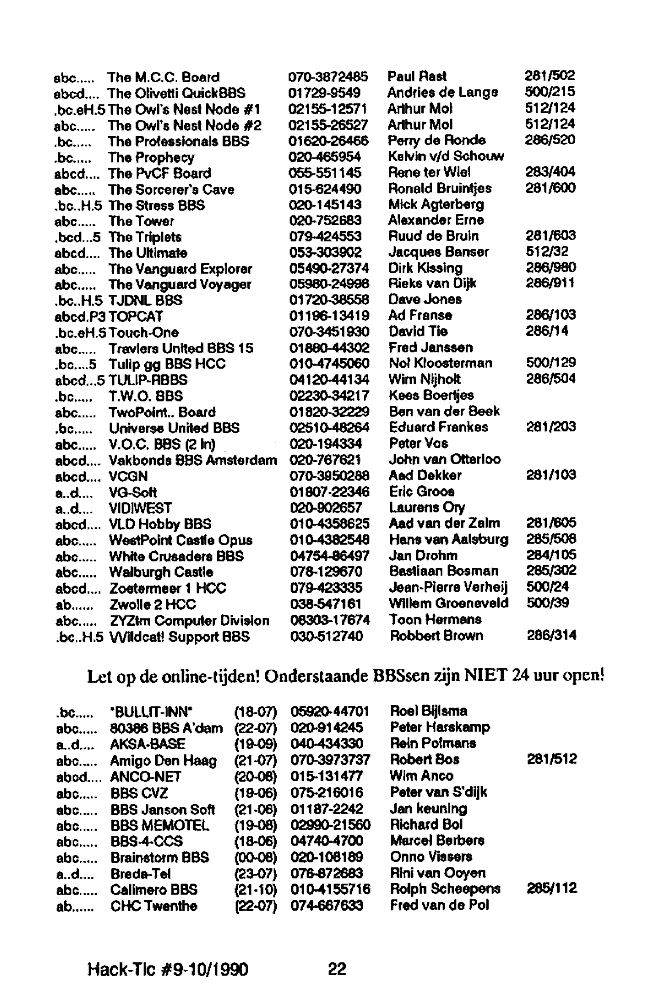 abc..... The M.C.C. Board 070-3872485 Paul Rast 281/502
abcd.... The Olivetti QuickBBS 01729-9549 Andries de Lange 500/215
.bc.eH.5 The Owl's Nest Node #1 02155-12571 Arthur Mol 512/124
abc..... The Owl's Nest Node #2 02155-26527 Arthur Mol 512/124
.bc..... The Professionals BBS 01620-26466 Perry de Ronde 286/520
.bc..... The Prophecy 020-465954 Kelvin v/d Schouw
abcd.... The PvCF Board 055-551145 Rene ter Wiel 283/404
abc..... The Sorcerer's Cave 015-624490 Ronald Bruintjes 281/600
.bc..H.5 The Stress BBS 020-145143 Mick Agterberg
abc..... The Tower 020-752683 Alexander Erne
.bcd...5 The Triplets 079-424553 Ruud de Bruin 281/603
abcd.... The Ultimate 053-303902 Jacques Banser 512/32
abc..... The Vanguard Explorer 05490-27374 Dirk Kissing 286/980
abc..... The Vanguard Voyager 05980-24998 Rieks van Dijk 286/911
.bc..H.5 TJDNL BBS 01720-38558 Dave Jones
abcd.P3 TOPCAT 01196-13419 Ad Franse 286/103
.bc.eH.5 Touch-One 070-3451930 David Tie 286/14
abc..... Travlers United BBS 15 01880-44302 Fred Janssen
.bc....5 Tulip gg BBS HCC 010-4745060 Nol Kloosterman 500/129
abcd...5 TULIP-RBBS 04120-44134 Wim Nijholt 286/504
.bc..... T.W.O. BBS 02230-34217 Kees Boertjes
abc..... TwoPoint.. Board 01820-32229 Ben van der Beek
.bc..... Universe United BBS 02510-48264 Eduard Frankes 281/203
abc..... V.O.C. BBS (2 ln) 020-194334 Peter Vos
abcd.... Vakbonds BBS Amsterdam 020-767621 John van Otterloo
abcd.... VCGN 070-3950288 Aad Dekker 281/103
a..d.... VG-Soft 01807-22346 Eric Groos
a..d.... VIDIWEST 020-902657 Laurens Ory
abcd.... VLD Hobby BBS 010-4358625 Aad van der Zalm 281/605
abc..... WestPoint Castle Opus 010-4382548 Hans van Aalsburg 285/508
abc..... White Crusaders BBS 04754-86497 Jan Drohm 284/105
abc..... Walburgh Castle 078-129670 Bastiaan Bosman 285/302
abcd.... Zoetermeer 1 HCC 079-423335 Jean-Pierre Verheij 500/24
ab...... Zwolle 2 HCC 038-547161 Willem Groeneveld 500/39
abc..... ZYZtm Computer Division 08303-17674 Toon Hermans
.bc..H.5 Wildcat! Support BBS 030-512740 Robbert Brown 286/314
Let op de online-tijden! Onderstaande BBSsen zijn NIET 24 uur open!
.bc..... "BULLIT-INN" (18-07) 05920-44701 Roel Bijlsma
abc..... 80386 BBS A'dam (22-07) 020-914245 Peter Harskamp
a..d.... AKSA-BASE (19-09) 040-434330 Rein Polmans
abc..... Amigo Den Haag (21-07) 070-3973737 Robert Bos 281/512
abcd.... ANCO-NET (20-08) 015-131477 Wim Anco
abc..... BBS CVZ (19-06) 075-216016 Peter van S'dijk
abc..... BBS Janson Soft (21-06) 01187-2242 Jan keuning
abc..... BBS MEMOTEL (19-08) 02990-21560 Richard Bol
abc..... BBS-4-CCS (18-06) 04740-4700 Marcel Berbers
abc..... Brainstorm BBS (00-08) 020-108189 Onno Vissers
a..d.... Breda-Tel (23-07) 076-872683 Rini van Ooyen
abc..... Calimero BBS (21-10) 010-4155716 Rolph Scheepens 285/112
ab...... CHC Twenthe (22-07) 074-667633 Fred van de Pol
Hack-Tic #9-10/1990 22